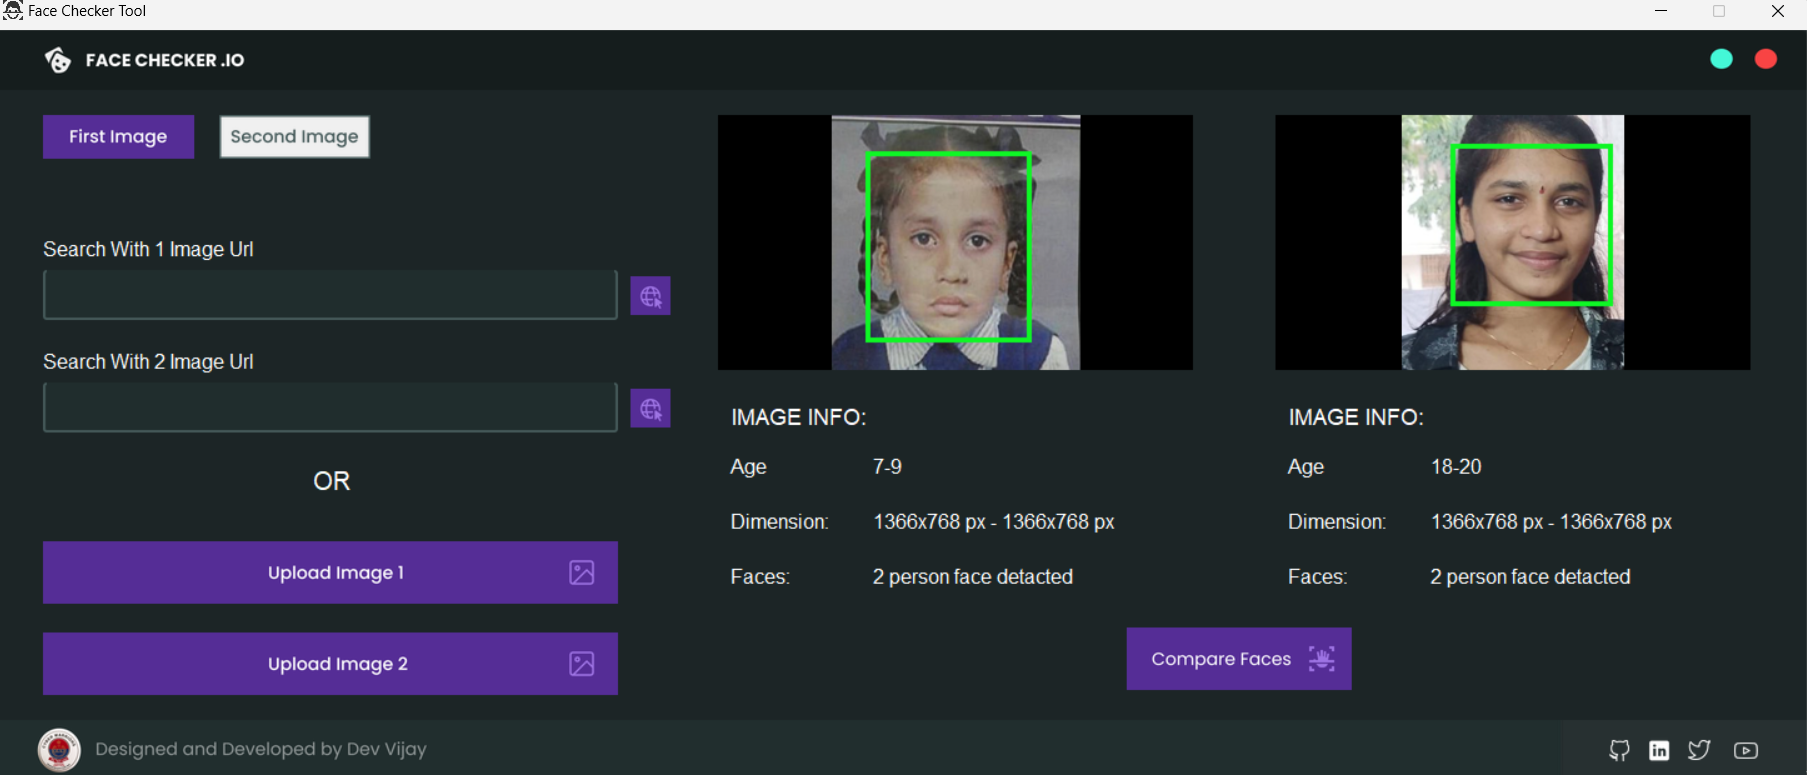 Face Checker Tool
FACE CHECKER .IO
First Image
Second Image
Search With 1 Image Url
Search With 2 Image Url
OR
Upload Image 1
Upload Image 2
IMAGE INFO:
Age 7-9
Dimension: 1366x768 px - 1366x768 px
Faces: 2 person face detacted
IMAGE INFO:
Age 18-20
Dimension: 1366x768 px - 1366x768 px
Faces: 2 person face detacted
Compare Faces
Designed and Developed by Dev Vijay
in